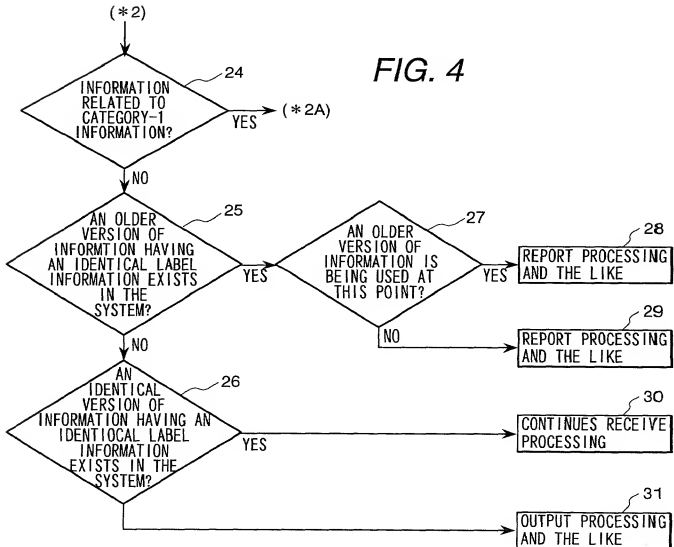 (*2)
FIG. 4
24
INFORMATION
RELATED TO
CATEGORY-1
INFORMATION?
YES
(*2A)
NO
25
AN OLDER
VERSION OF
INFORMTION HAVING
AN IDENTICAL LABEL
INFORMATION EXISTS
IN THE
SYSTEM?
YES
NO
27
AN OLDER
VERSION OF
INFORMATION IS
BEING USED AT
THIS POINT?
YES
NO
28
REPORT PROCESSING
AND THE LIKE
29
REPORT PROCESSING
AND THE LIKE
26
AN
IDENTICAL
VERSION OF
INFORMATION HAVING AN
IDENTIOCAL LABEL
INFORMATION
EXISTS IN THE
SYSTEM?
YES
30
CONTINUES RECEIVE
PROCESSING
31
OUTPUT PROCESSING
AND THE LIKE